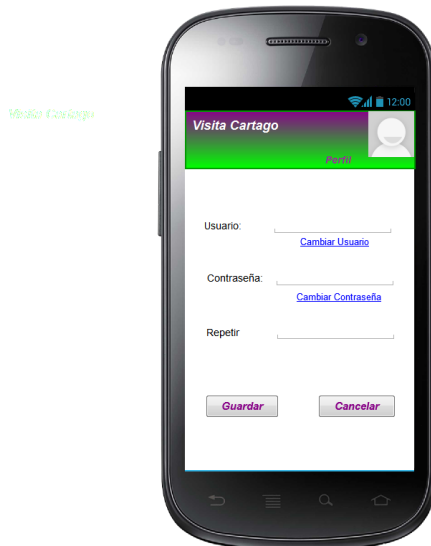 Visita Cartago
12:00
Visita Cartago
Perfil
Usuario:
Cambiar Usuario
Contraseña:
Cambiar Contraseña
Repetir
Guardar
Cancelar